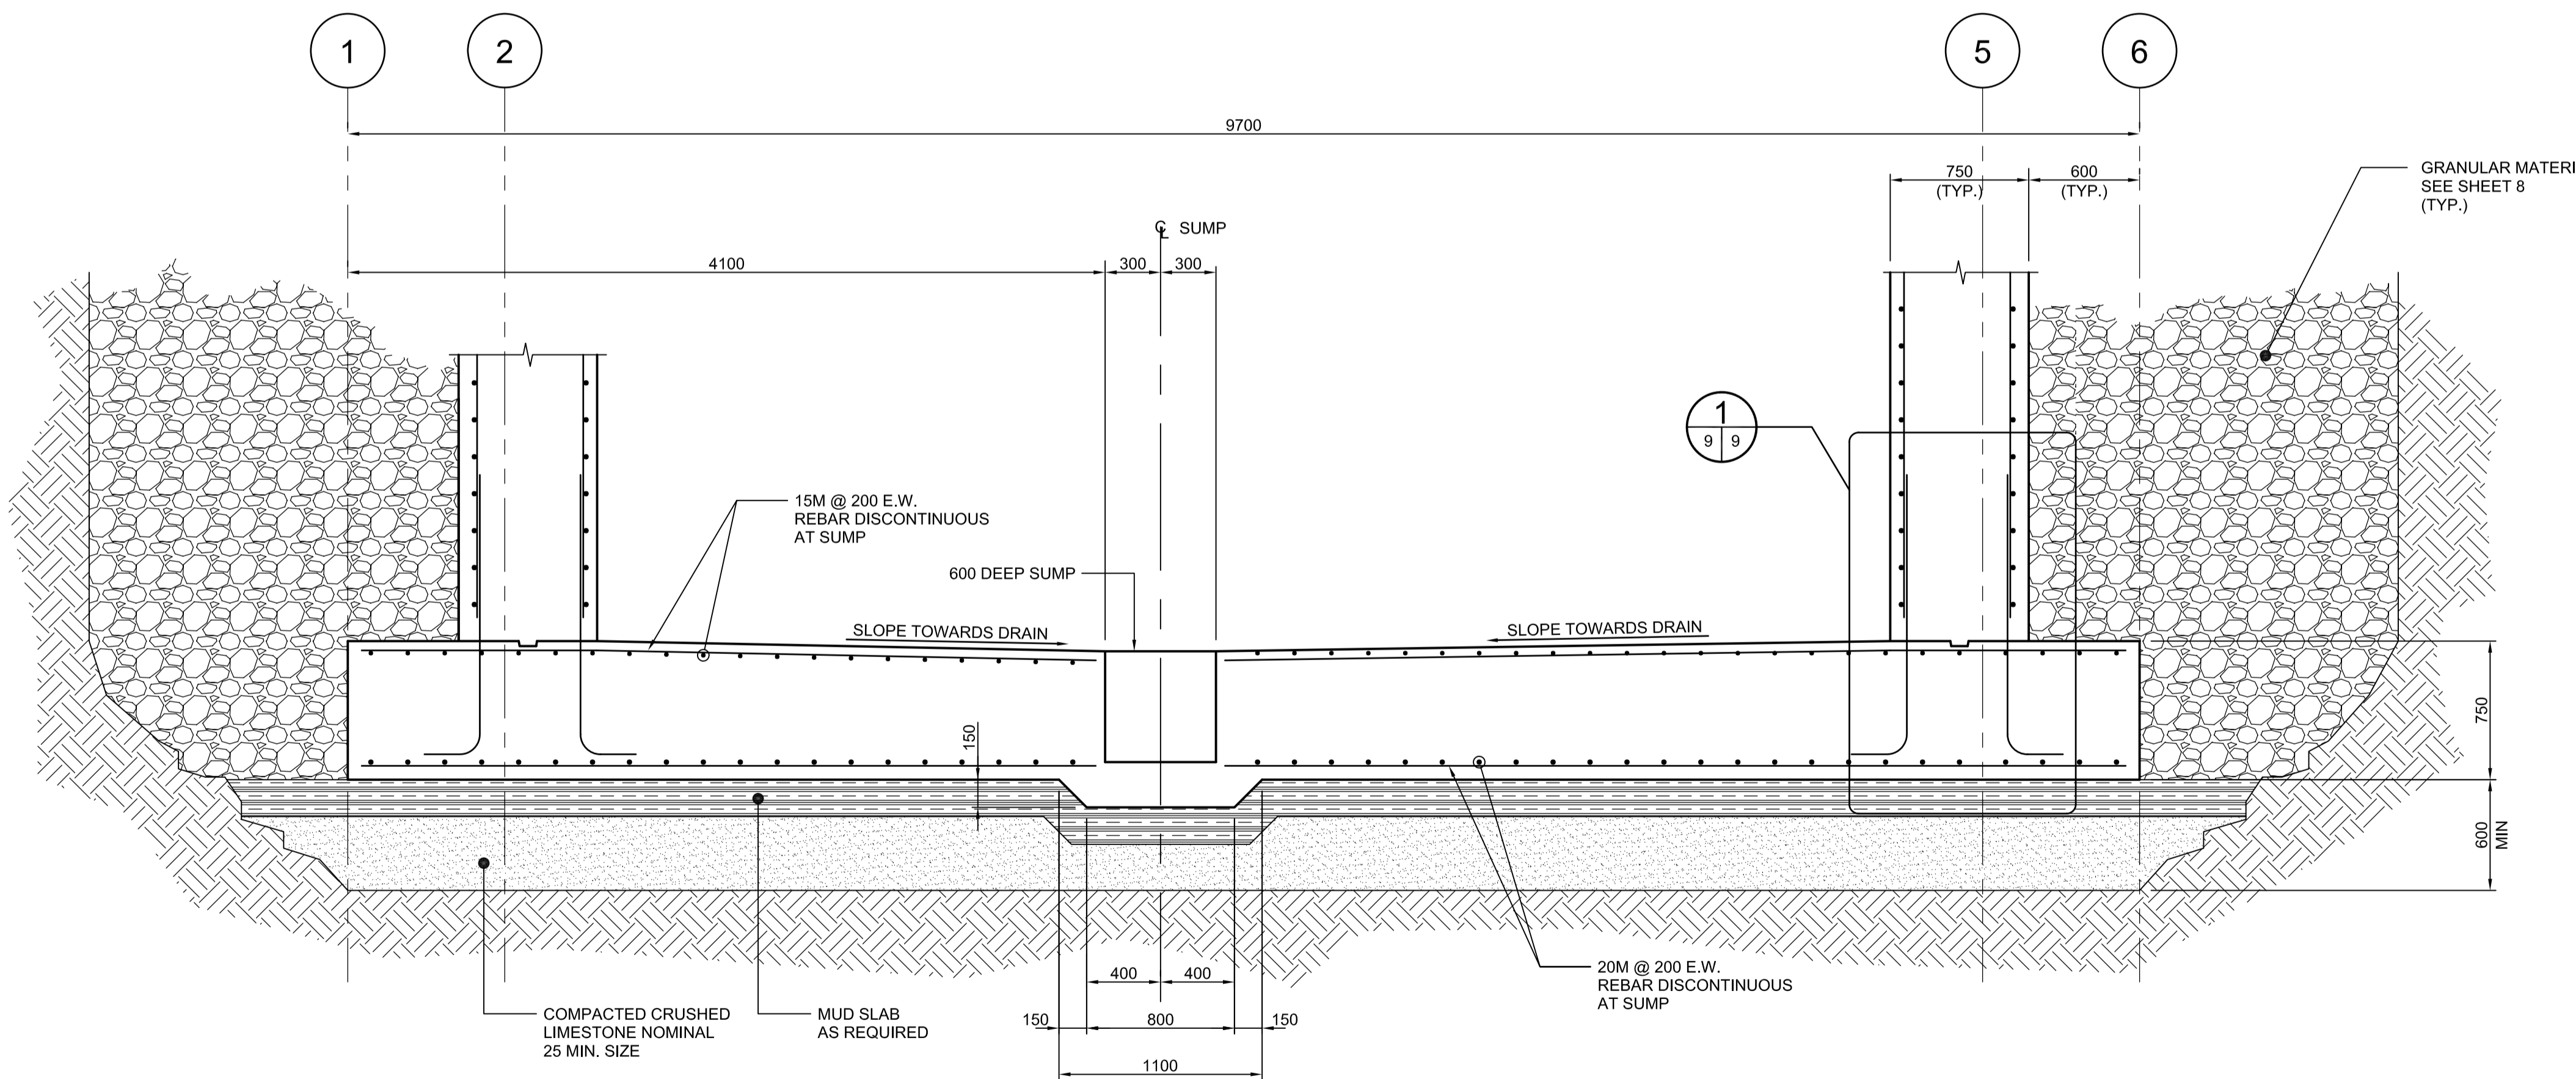 1
2
5
6
9700
750
(TYP.)
600
(TYP.)
GRANULAR MATERI
SEE SHEET 8
(TYP.)
℄ SUMP
4100
300
300
1
9
9
15M @ 200 E.W.
REBAR DISCONTINUOUS
AT SUMP
600 DEEP SUMP
SLOPE TOWARDS DRAIN
SLOPE TOWARDS DRAIN
150
750
600
MIN
400
400
20M @ 200 E.W.
REBAR DISCONTINUOUS
AT SUMP
COMPACTED CRUSHED
LIMESTONE NOMINAL
25 MIN. SIZE
MUD SLAB
AS REQUIRED
150
800
150
1100